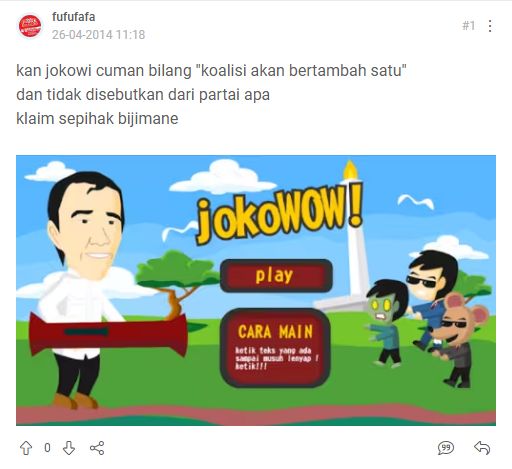 fufufafa
26-04-2014 11:18
#1
kan jokowi cuman bilang "koalisi akan bertambah satu"
dan tidak disebutkan dari partai apa
klaim sepihak bijimane
jokoWOW!
play
CARA MAIN
ketik teks yang ada
sampai musuh lenyap !
ketik!!!
0
99